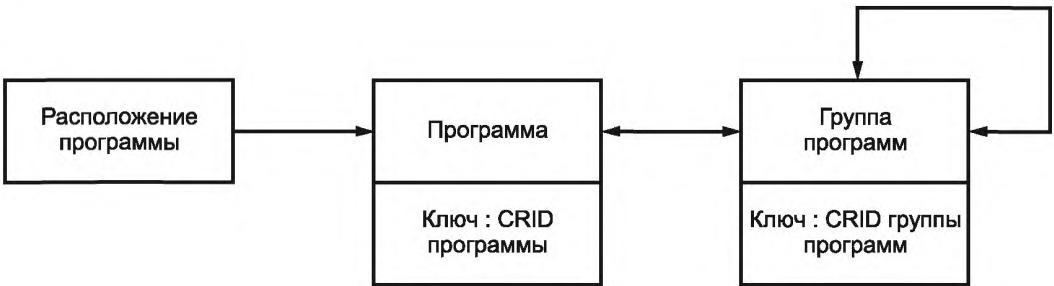 Расположение
программы
Программа
Группа
программ
Ключ : CRID
программы
Ключ : CRID группы
программ